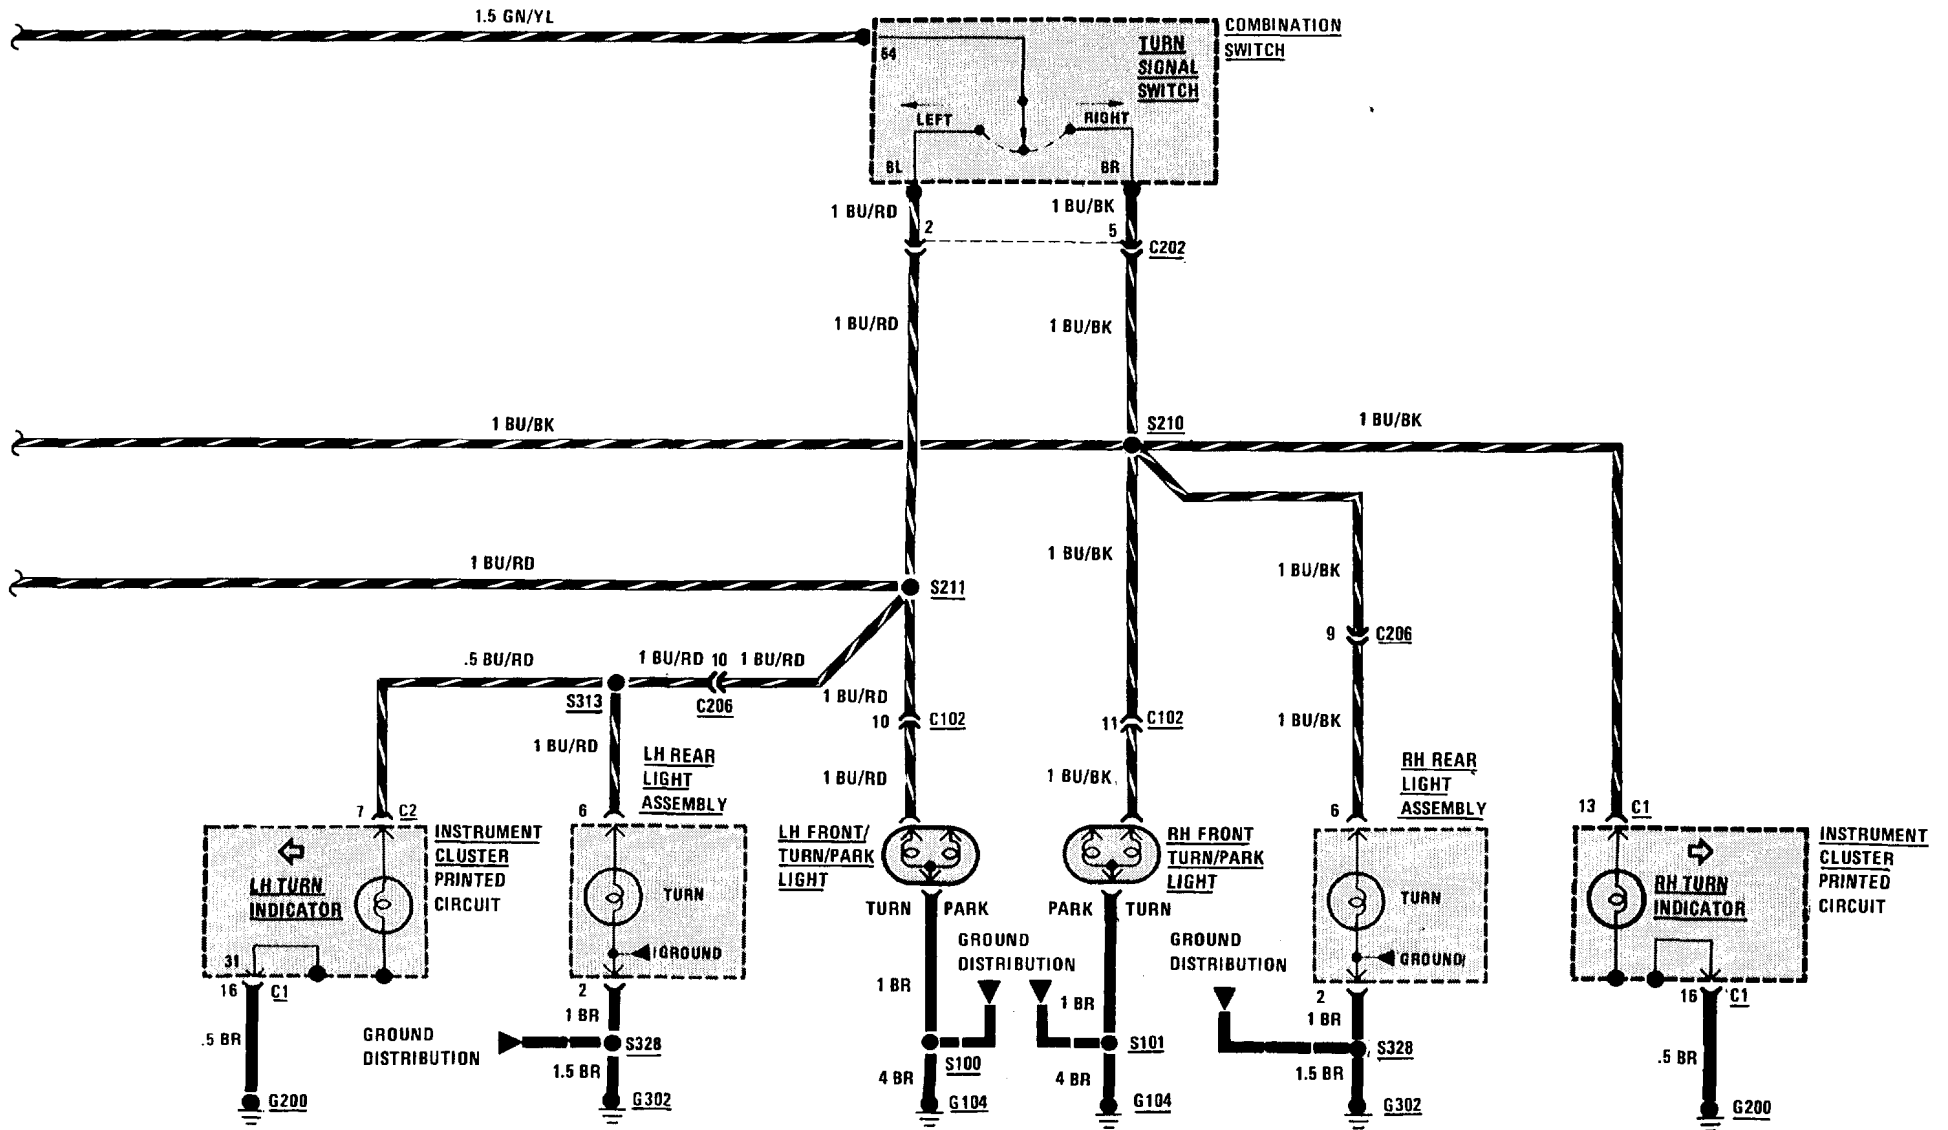 1.5 GN/YL
COMBINATION
SWITCH
54
TURN
SIGNAL
SWITCH
LEFT
RIGHT
BL
BR
1 BU/RD
1 BU/BK
2
5
C202
1 BU/RD
1 BU/BK
1 BU/BK
S210
1 BU/BK
1 BU/RD
S211
1 BU/BK
1 BU/BK
9
C206
.5 BU/RD
1 BU/RD
10
1 BU/RD
S313
C206
1 BU/RD
10
C102
11
C102
1 BU/BK
1 BU/RD
LH REAR
LIGHT
ASSEMBLY
1 BU/RD
1 BU/BK
RH REAR
LIGHT
ASSEMBLY
7
C2
6
6
13
C1
INSTRUMENT
CLUSTER
PRINTED
CIRCUIT
LH TURN
INDICATOR
31
TURN
GROUND
LH FRONT/
TURN/PARK
LIGHT
RH FRONT
TURN/PARK
LIGHT
TURN
GROUND
RH TURN
INDICATOR
INSTRUMENT
CLUSTER
PRINTED
CIRCUIT
TURN
PARK
PARK
TURN
GROUND
DISTRIBUTION
GROUND
DISTRIBUTION
16
C1
2
1 BR
1 BR
1 BR
2
1 BR
16
C1
.5 BR
GROUND
DISTRIBUTION
S328
S100
S101
S328
.5 BR
1.5 BR
4 BR
4 BR
1.5 BR
G200
G302
G104
G104
G302
G200